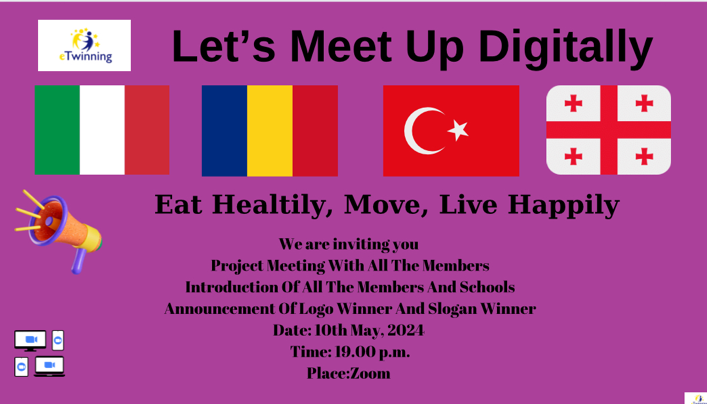 eTwinning
Let's Meet Up Digitally
Eat Healtily, Move, Live Happily
We are inviting you
Project Meeting With All The Members
Introduction Of All The Members And Schools
Announcement Of Logo Winner And Slogan Winner
Date: 10th May, 2024
Time: 19.00 p.m.
Place:Zoom